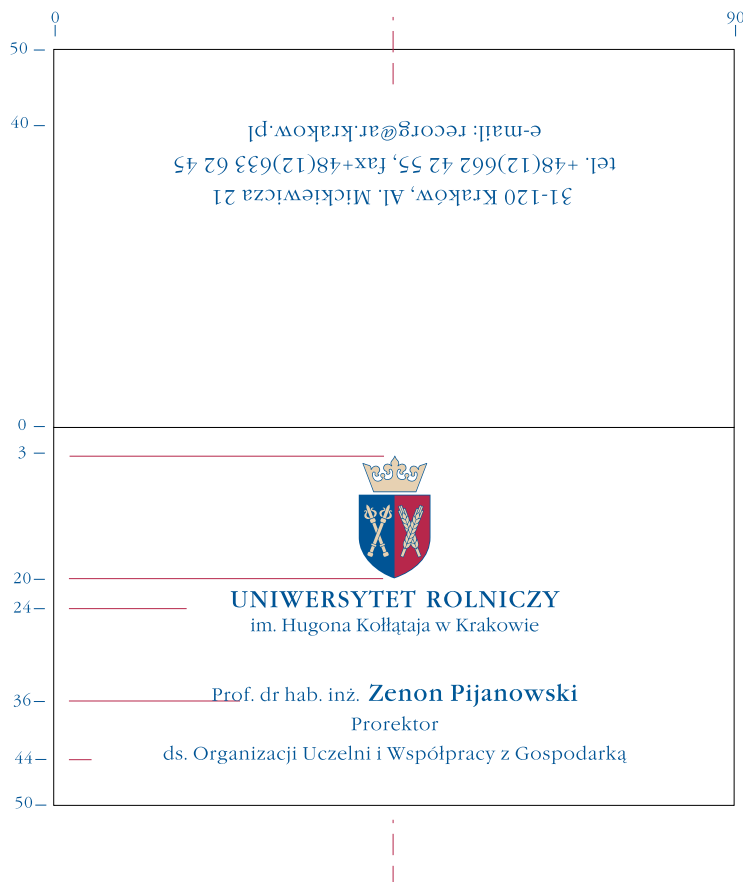 0
90
50
40
31-120 Kraków, Al. Mickiewicza 21
tel. +48(12)662 42 55, fax+48(12)633 62 45
e-mail: recorg@ar.krakow.pl
0
3
20
UNIWERSYTET ROLNICZY
24
im. Hugona Kołłątaja w Krakowie
36
Prof. dr hab. inż. Zenon Pijanowski
Prorektor
44
ds. Organizacji Uczelni i Współpracy z Gospodarką
50